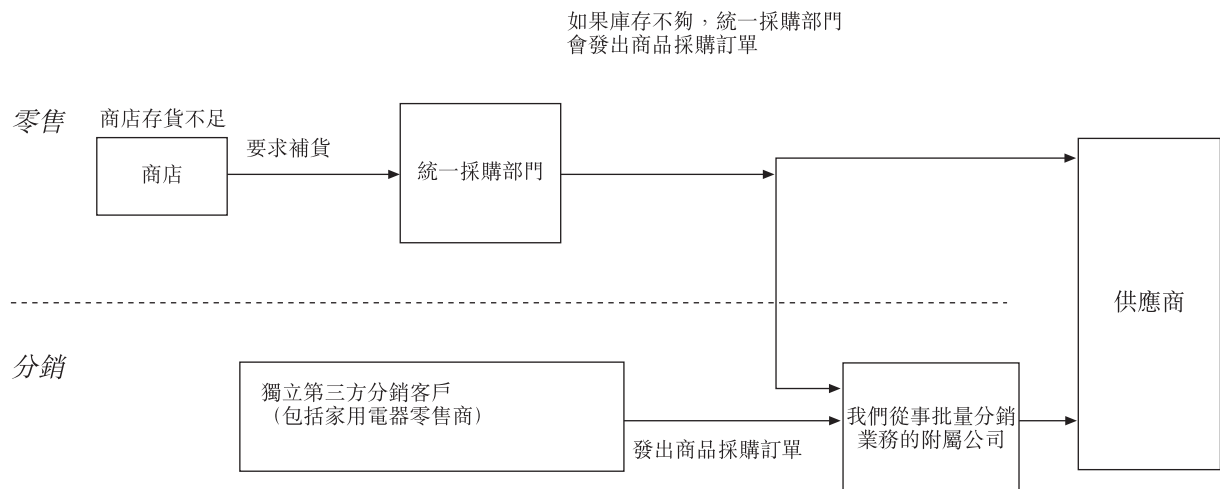 如果庫存不夠，統一採購部門
會發出商品採購訂單
零售
商店存貨不足
商店
要求補貨
統一採購部門
供應商
分銷
獨立第三方分銷客戶
（包括家用電器零售商）
發出商品採購訂單
我們從事批量分銷
業務的附屬公司